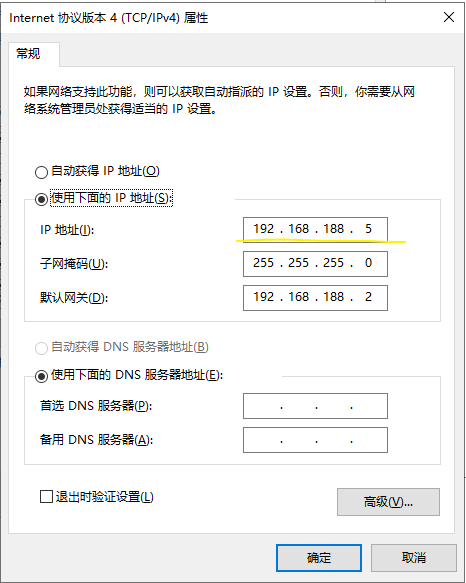 Internet 协议版本 4 (TCP/IPv4) 属性
常规
如果网络支持此功能，则可以获取自动指派的 IP 设置。否则，你需要从网
络系统管理员处获得适当的 IP 设置。
自动获得 IP 地址(O)
使用下面的 IP 地址(S):
IP 地址(I): 192 . 168 . 188 . 5
子网掩码(U): 255 . 255 . 255 . 0
默认网关(D): 192 . 168 . 188 . 2
自动获得 DNS 服务器地址(B)
使用下面的 DNS 服务器地址(E):
首选 DNS 服务器(P): . . .
备用 DNS 服务器(A): . . .
退出时验证设置(L)
高级(V)...
确定 取消